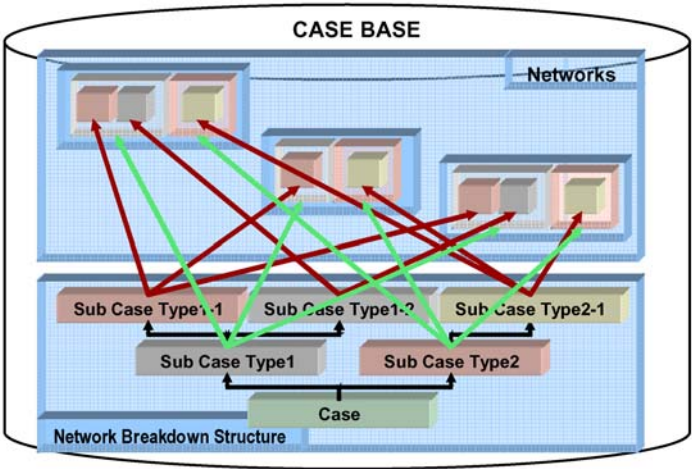 CASE BASE
Networks
Sub Case Type1-1
Sub Case Type1-2
Sub Case Type2-1
Sub Case Type1
Sub Case Type2
Case
Network Breakdown Structure